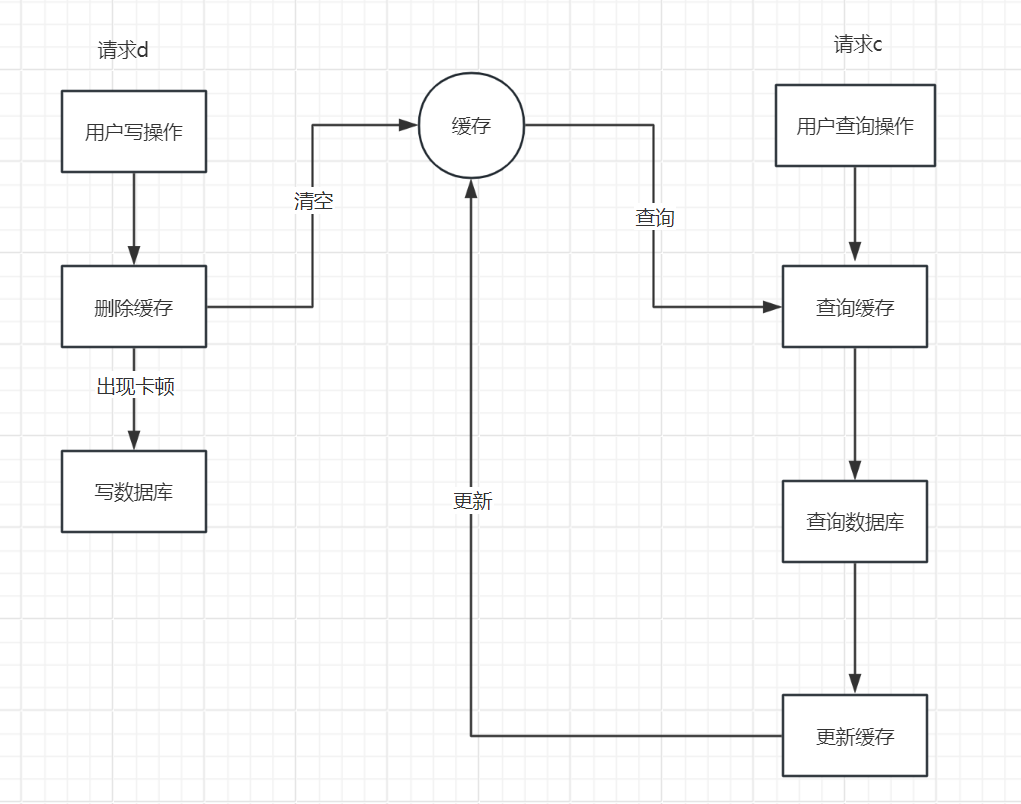 请求d
请求c
用户写操作
缓存
用户查询操作
清空
查询
删除缓存
查询缓存
出现卡顿
写数据库
更新
查询数据库
更新缓存